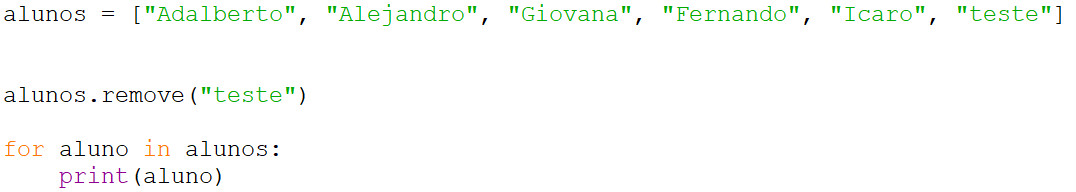 alunos = ["Adalberto", "Alejandro", "Giovana", "Fernando", "Icaro", "teste"]
alunos.remove("teste")
for aluno in alunos:
    print(aluno)